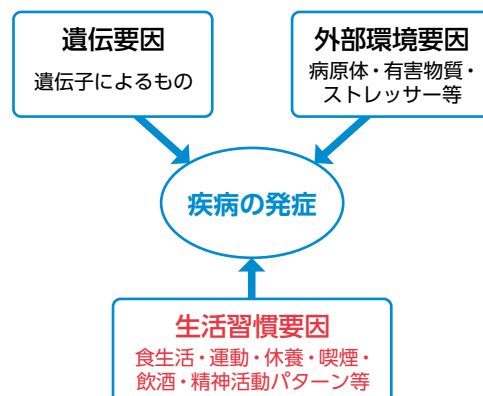 遺伝要因
遺伝子によるもの
外部環境要因
病原体・有害物質・
ストレッサー等
疾病の発症
生活習慣要因
食生活・運動・休養・喫煙・
飲酒・精神活動パターン等